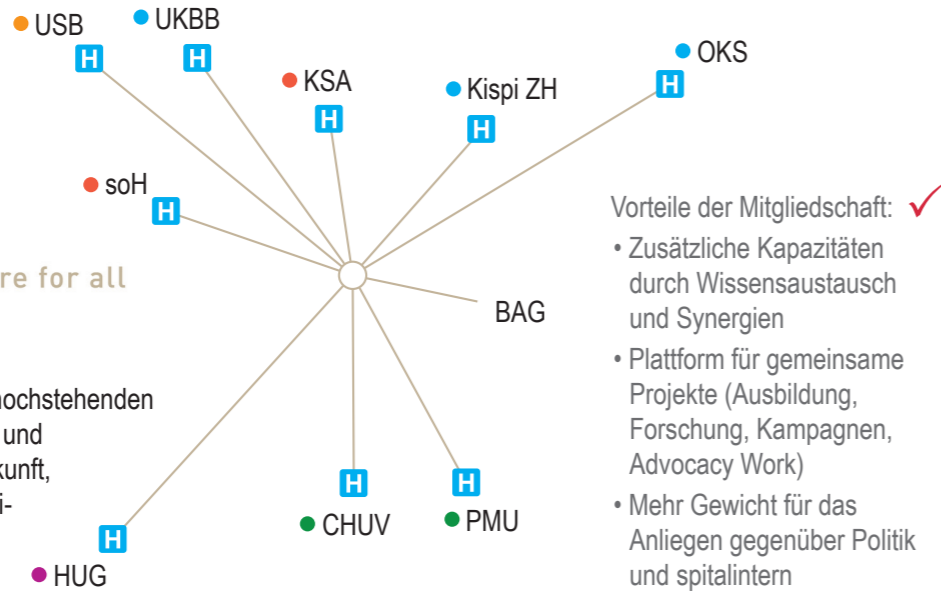 USB
UKBB
H
H
KSA
H
Kispi ZH
H
OKS
H
soH
H
re for all
BAG
hochstehenden
und
kunft,
i-
H
CHUV
H
PMU
H
HUG
Vorteile der Mitgliedschaft:
• Zusätzliche Kapazitäten
durch Wissensaustausch
und Synergien
• Plattform für gemeinsame
Projekte (Ausbildung,
Forschung, Kampagnen,
Advocacy Work)
• Mehr Gewicht für das
Anliegen gegenüber Politik
und spitalintern